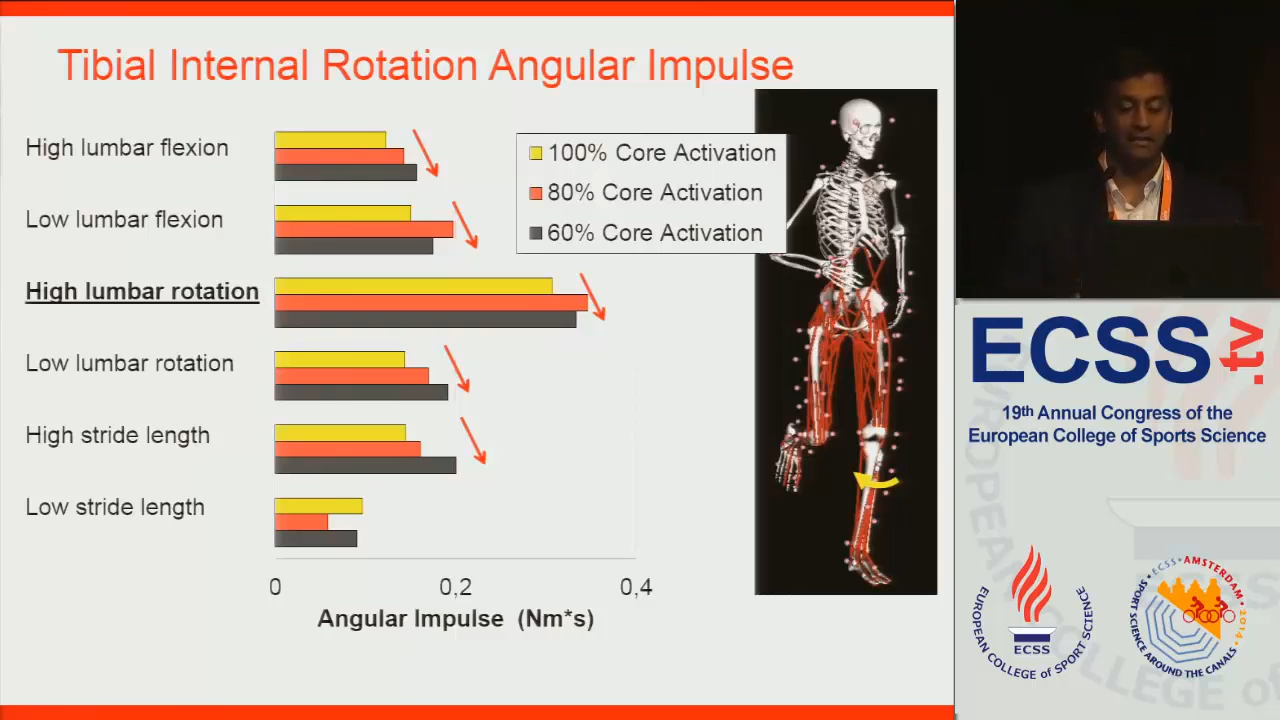 Tibial Internal Rotation Angular Impulse
High lumbar flexion
Low lumbar flexion
High lumbar rotation
Low lumbar rotation
High stride length
Low stride length
100% Core Activation
80% Core Activation
60% Core Activation
0
0,2
0,4
Angular Impulse (Nm*s)
ECSS
.tv
19th Annual Congress of the
European College of Sports Science
EUROPEAN COLLEGE OF SPORT SCIENCE
ECSS
ECSS AMSTERDAM 2014
SPORT SCIENCE AROUND THE CANALS
EUROPEAN COLLEGE of